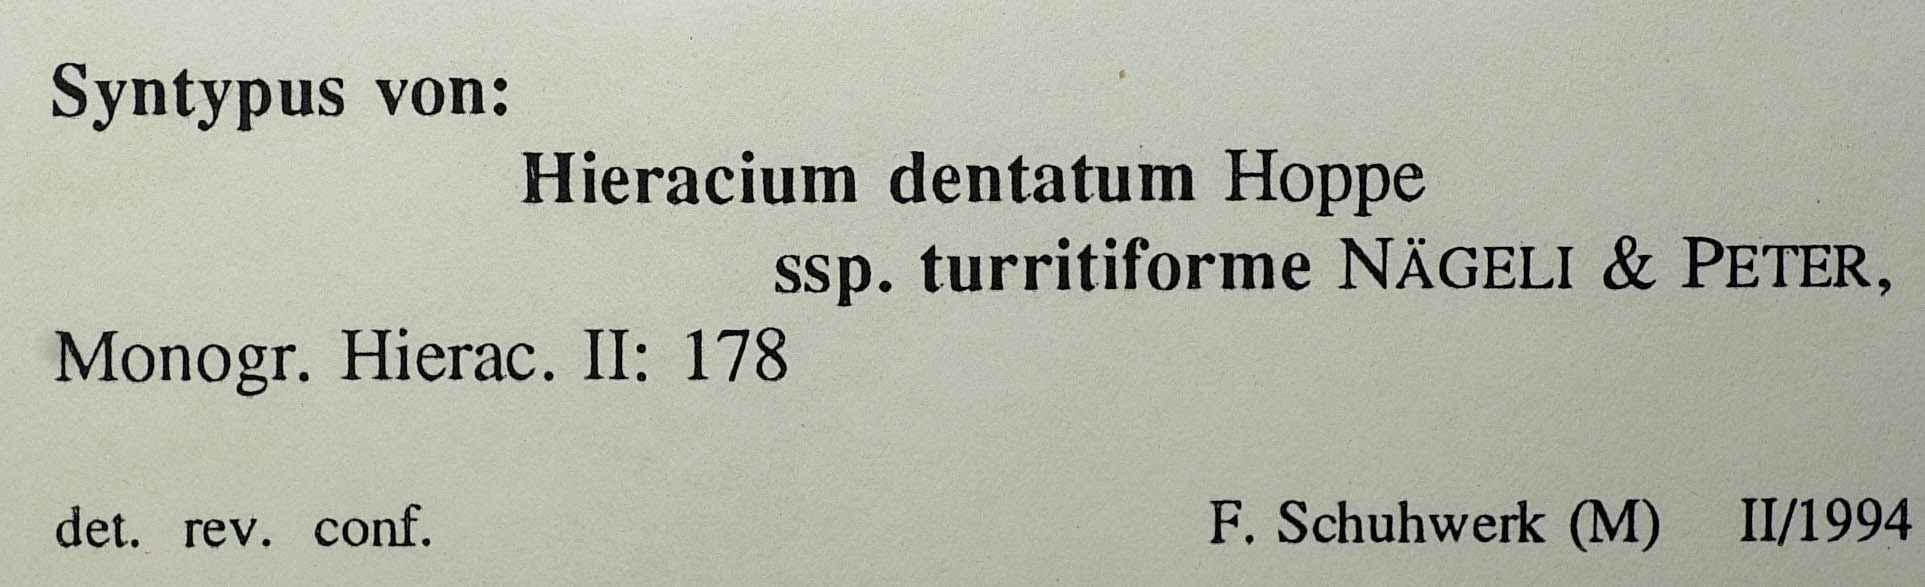 Syntypus von:
Hieracium dentatum Hoppe
ssp. turritiforme NÄGELI & PETER,
Monogr. Hierac. II: 178
det. rev. conf. F. Schuhwerk (M) II/1994